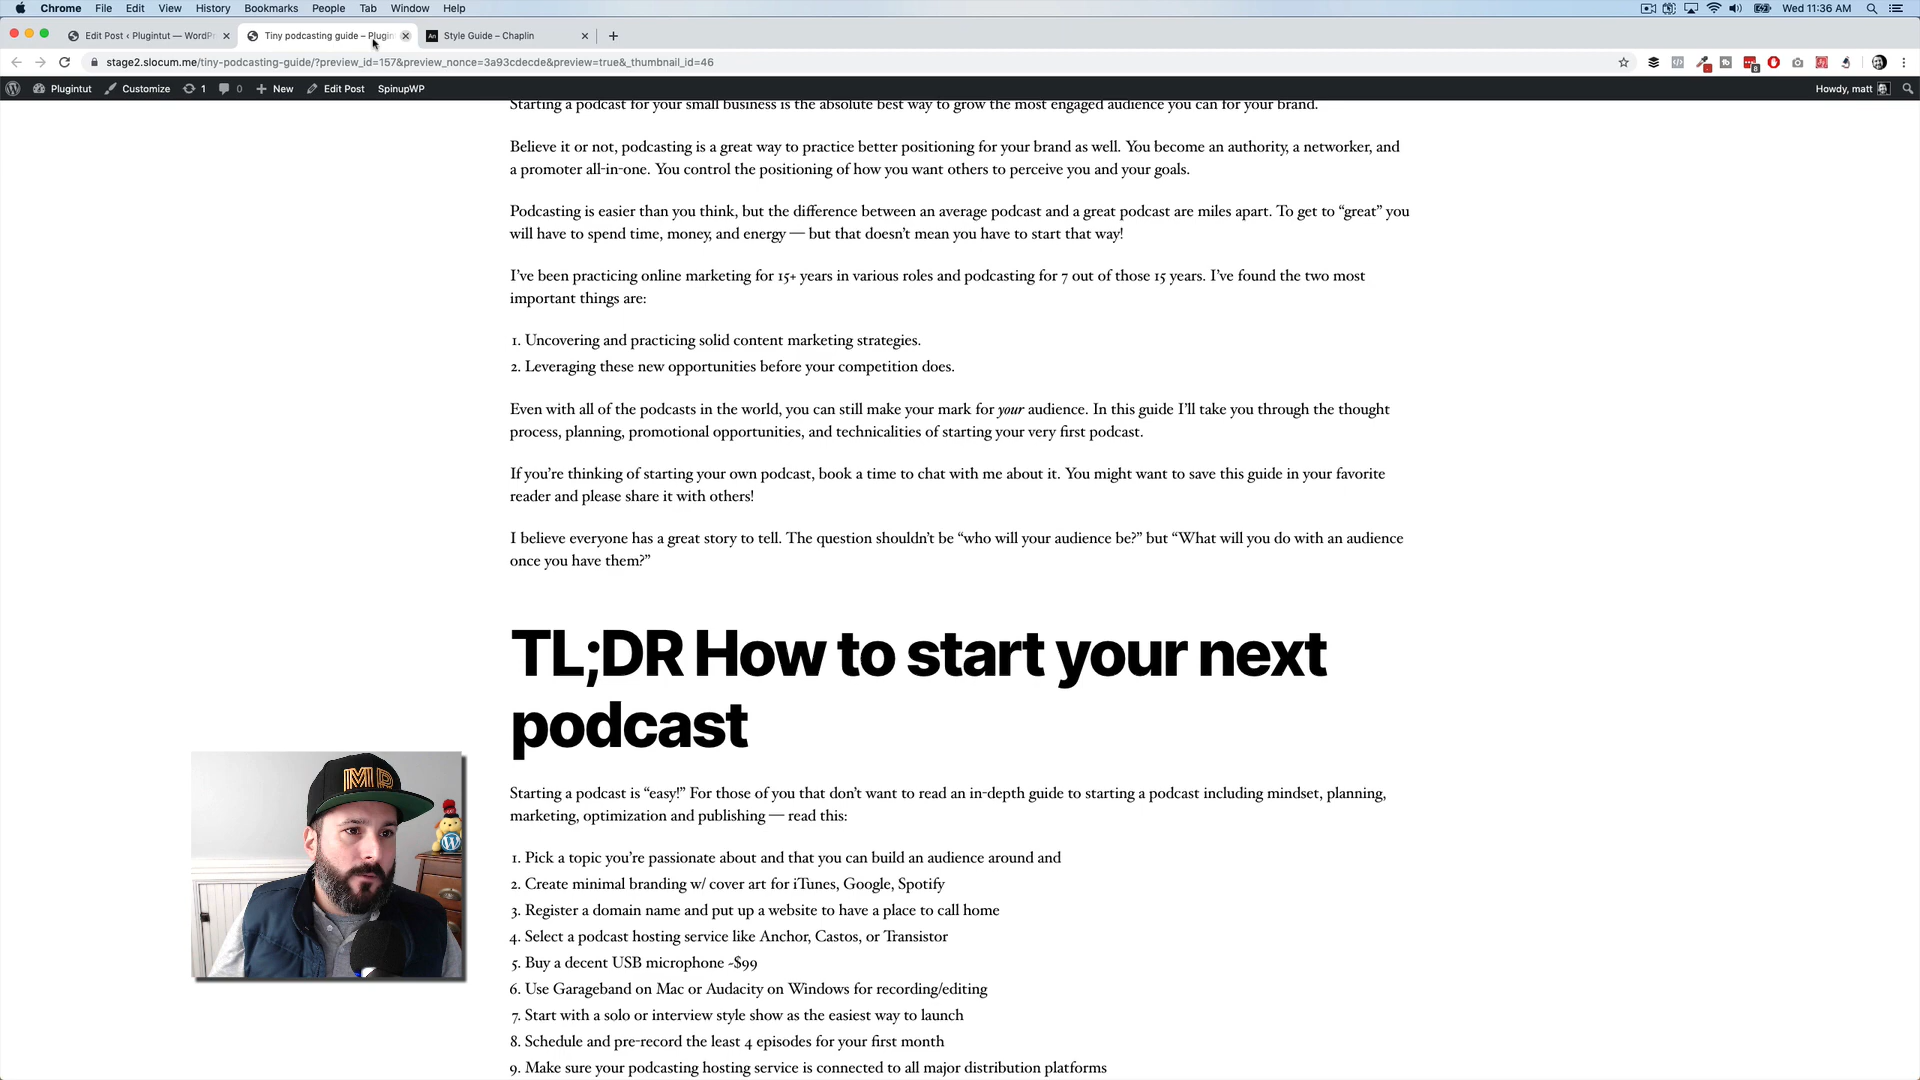 Chrome File Edit View History Bookmarks People Tab Window Help
Wed 11:36 AM
Edit Post ‹ Plugintut — WordPr
Tiny podcasting guide – Plugin
An Style Guide – Chaplin
stage2.slocum.me/tiny-podcasting-guide/?preview_id=157&preview_nonce=3a93cdecde&preview=true&_thumbnail_id=46
8
Plugintut Customize 1 0 New Edit Post SpinupWP
Howdy, matt
Starting a podcast for your small business is the absolute best way to grow the most engaged audience you can for your brand.
Believe it or not, podcasting is a great way to practice better positioning for your brand as well. You become an authority, a networker, and
a promoter all-in-one. You control the positioning of how you want others to perceive you and your goals.
Podcasting is easier than you think, but the difference between an average podcast and a great podcast are miles apart. To get to “great” you
will have to spend time, money, and energy — but that doesn’t mean you have to start that way!
I’ve been practicing online marketing for 15+ years in various roles and podcasting for 7 out of those 15 years. I’ve found the two most
important things are:
1. Uncovering and practicing solid content marketing strategies.
2. Leveraging these new opportunities before your competition does.
Even with all of the podcasts in the world, you can still make your mark for your audience. In this guide I’ll take you through the thought
process, planning, promotional opportunities, and technicalities of starting your very first podcast.
If you’re thinking of starting your own podcast, book a time to chat with me about it. You might want to save this guide in your favorite
reader and please share it with others!
I believe everyone has a great story to tell. The question shouldn’t be “who will your audience be?” but “What will you do with an audience
once you have them?”
TL;DR How to start your next
podcast
Starting a podcast is “easy!” For those of you that don’t want to read an in-depth guide to starting a podcast including mindset, planning,
marketing, optimization and publishing — read this:
1. Pick a topic you’re passionate about and that you can build an audience around and
2. Create minimal branding w/ cover art for iTunes, Google, Spotify
3. Register a domain name and put up a website to have a place to call home
4. Select a podcast hosting service like Anchor, Castos, or Transistor
5. Buy a decent USB microphone ~$99
6. Use Garageband on Mac or Audacity on Windows for recording/editing
7. Start with a solo or interview style show as the easiest way to launch
8. Schedule and pre-record the least 4 episodes for your first month
9. Make sure your podcasting hosting service is connected to all major distribution platforms
MR